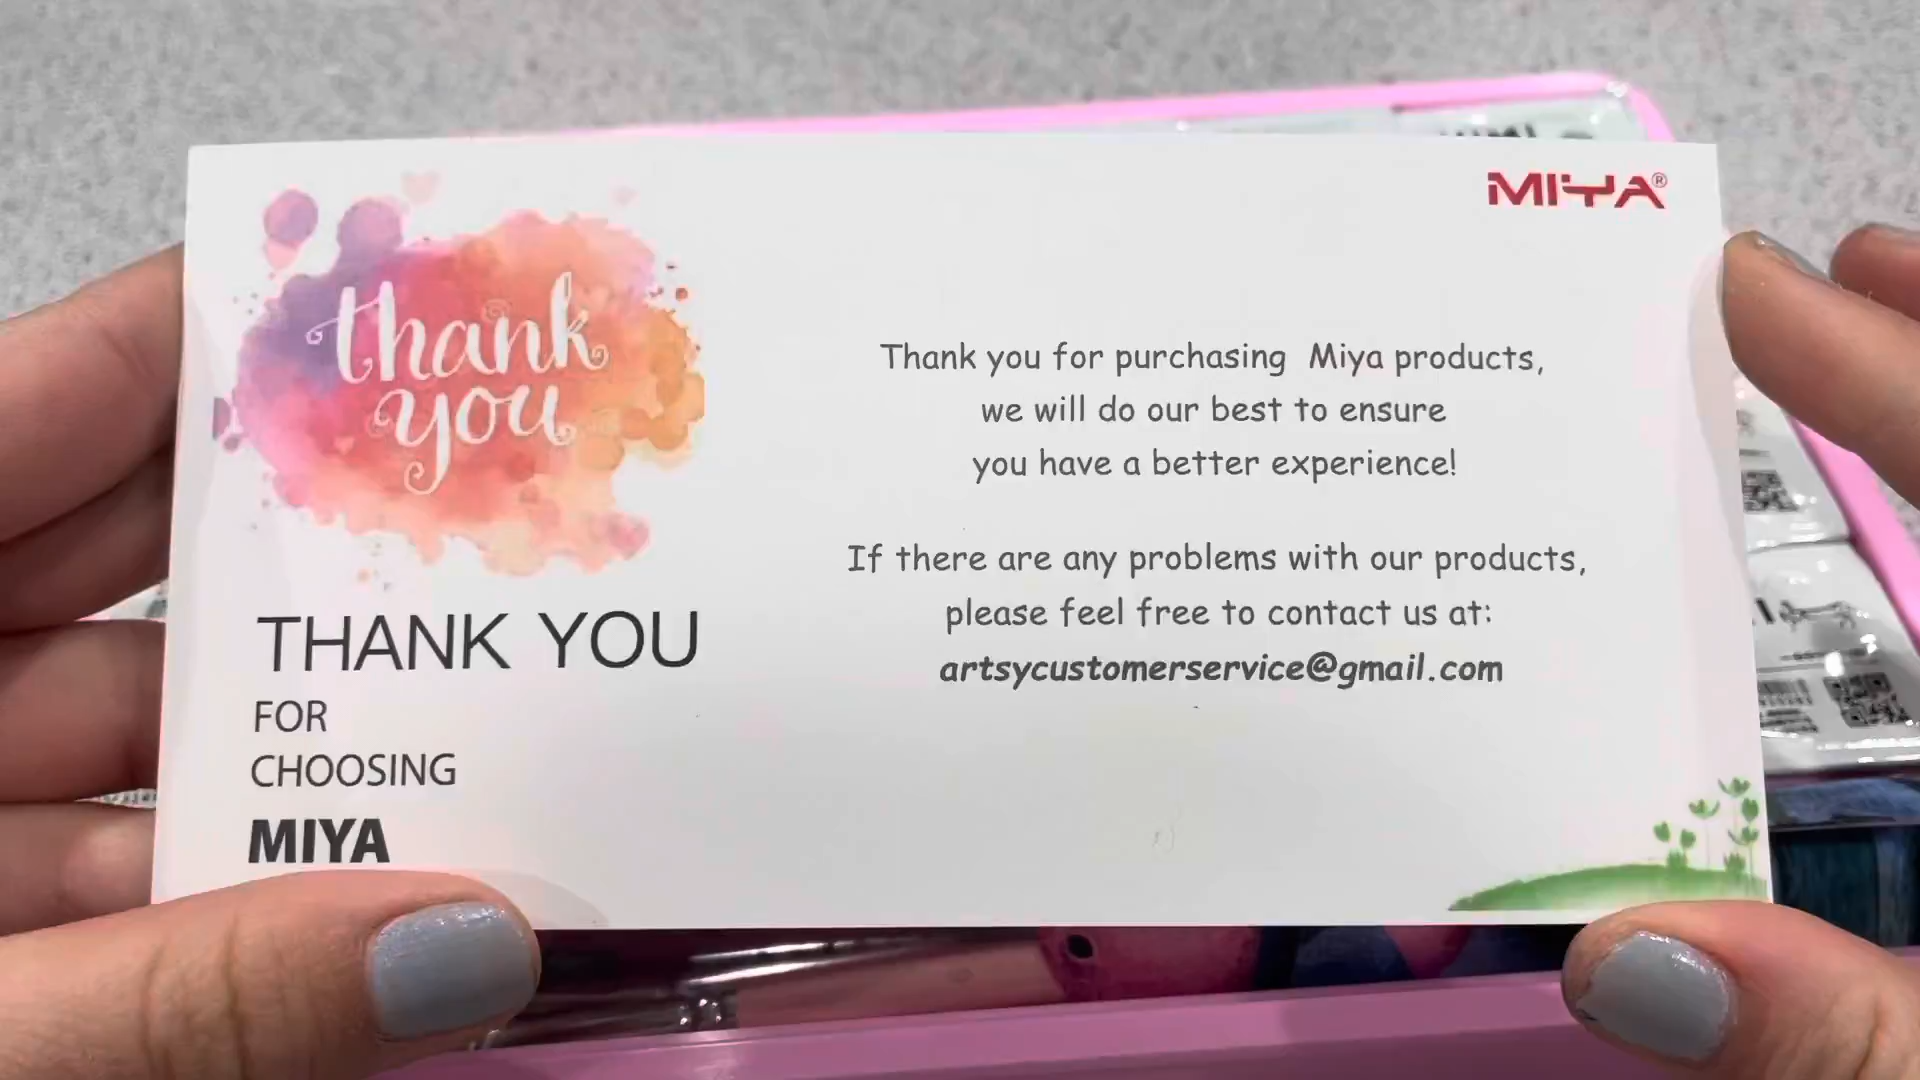 thank
you
THANK YOU
FOR
CHOOSING
MIYA
MIYA®
Thank you for purchasing Miya products,
we will do our best to ensure
you have a better experience!
If there are any problems with our products,
please feel free to contact us at:
artsycustomerservice@gmail.com